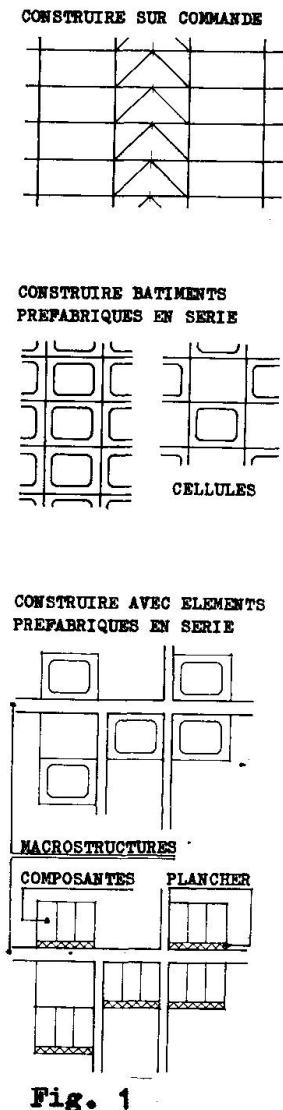 CONSTRUIRE SUR COMMANDE
CONSTRUIRE BATIMENTS
PREFABRIQUES EN SERIE
CELLULES
CONSTRUIRE AVEC ELEMENTS
PREFABRIQUES EN SERIE
MACROSTRUCTURES
COMPOSANTES PLANCHER
Fig. 1